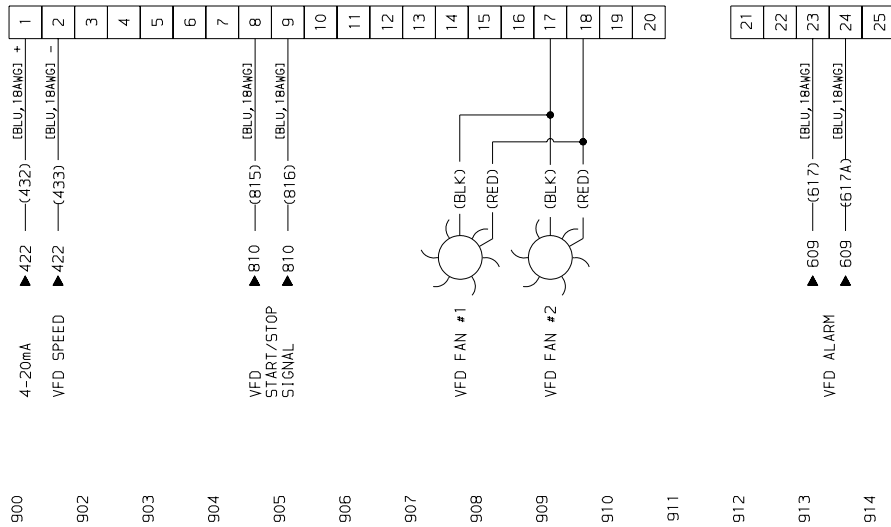 900 4-20mA 422 (432) [BLU,18AWG] + 1
VFD SPEED 422 (433) [BLU,18AWG] - 2
902 3
4
903 5
6
904 7
VFD 810 (815) [BLU,18AWG] 8
START/STOP
905 SIGNAL 810 (816) [BLU,18AWG] 9
10
906 11
12
907 13
VFD FAN #1 (BLK) 14
908 (RED) 15
16
909 VFD FAN #2 (BLK) 17
(RED) 18
910 19
20
911
912 21
22
913 609 (617) [BLU,18AWG] 23
VFD ALARM
609 (617A) [BLU,18AWG] 24
914 25